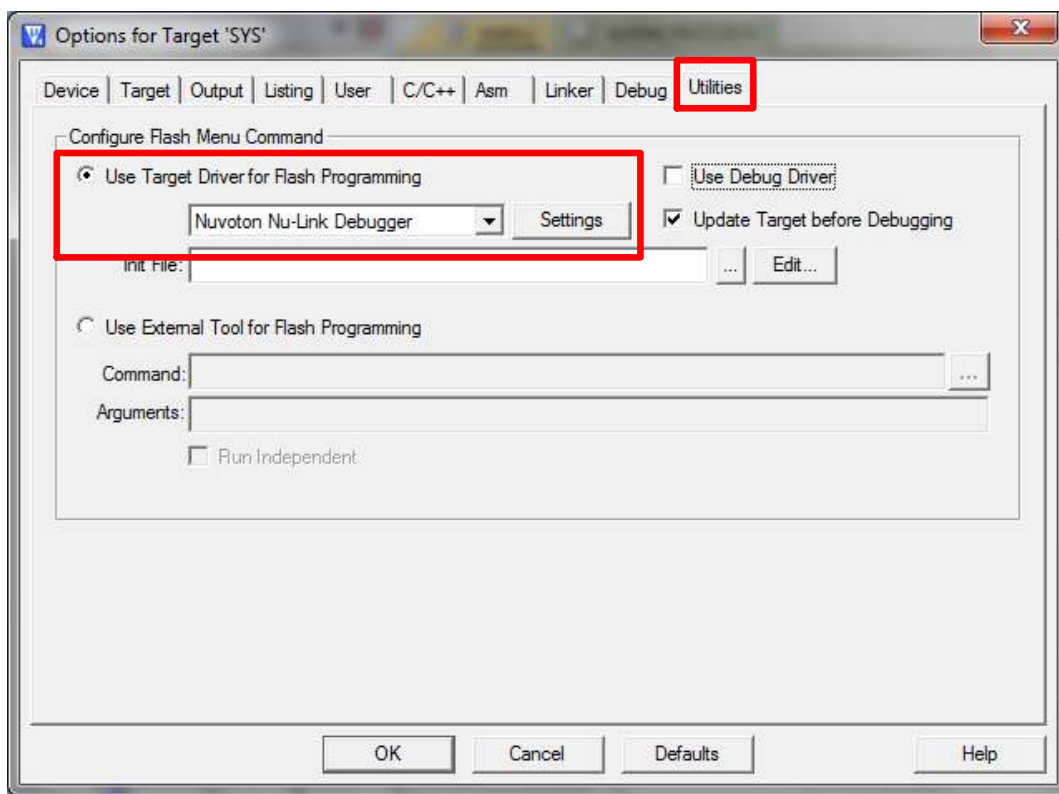 Options for Target 'SYS'
Device Target Output Listing User C/C++ Asm Linker Debug Utilities
Configure Flash Menu Command
Use Target Driver for Flash Programming Use Debug Driver
Nuvoton Nu-Link Debugger Settings Update Target before Debugging
Init File: ... Edit...
Use External Tool for Flash Programming
Command: ...
Arguments:
Run Independent
OK Cancel Defaults Help